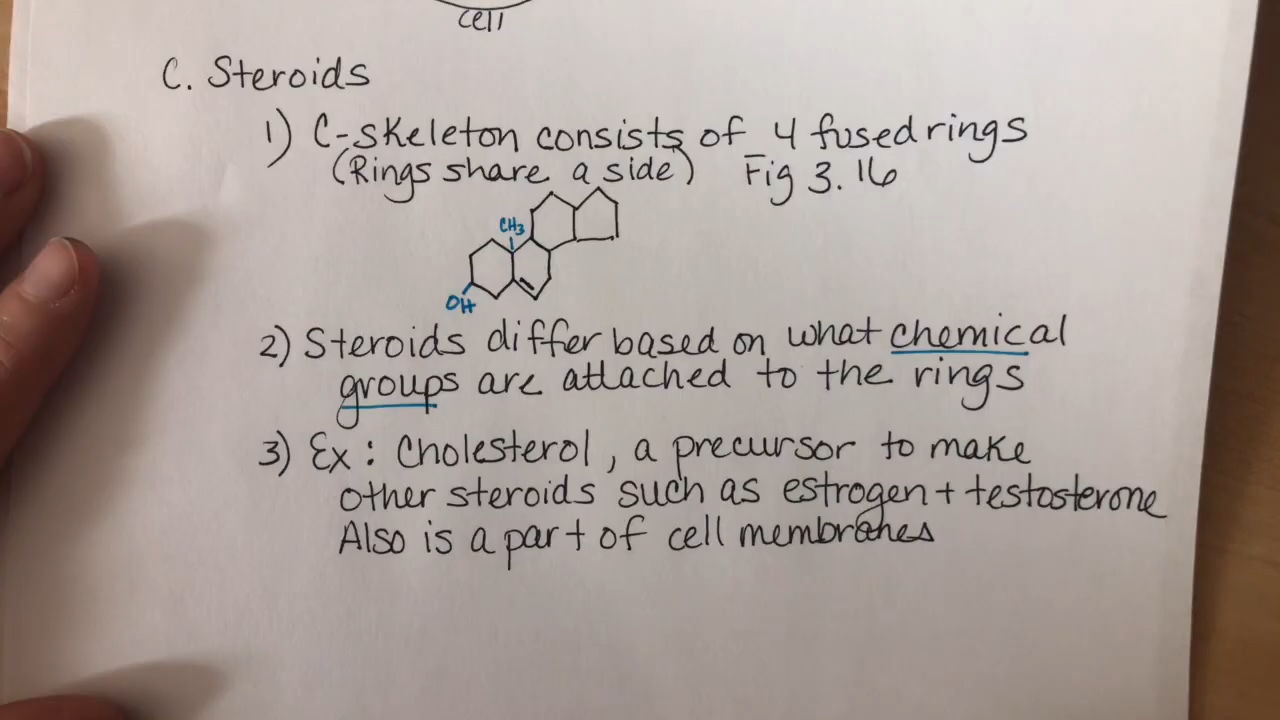 cell
C. Steroids
1) C-skeleton consists of 4 fused rings
(Rings share a side) Fig 3.16
CH3
OH
2) Steroids differ based on what chemical
groups are attached to the rings
3) Ex: Cholesterol, a precursor to make
other steroids such as estrogen + testosterone
Also is a part of cell membranes